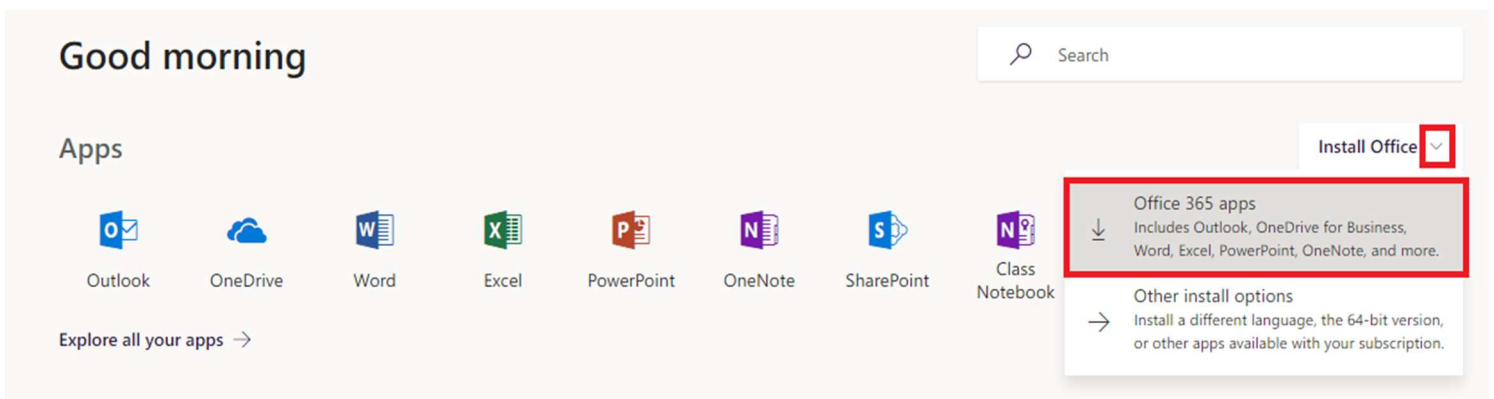 Good morning
Search
Apps
Install Office
Office 365 apps
Includes Outlook, OneDrive for Business,
Word, Excel, PowerPoint, OneNote, and more.
Other install options
Install a different language, the 64-bit version,
or other apps available with your subscription.
Outlook
OneDrive
Word
Excel
PowerPoint
OneNote
SharePoint
Class
Notebook
Explore all your apps →